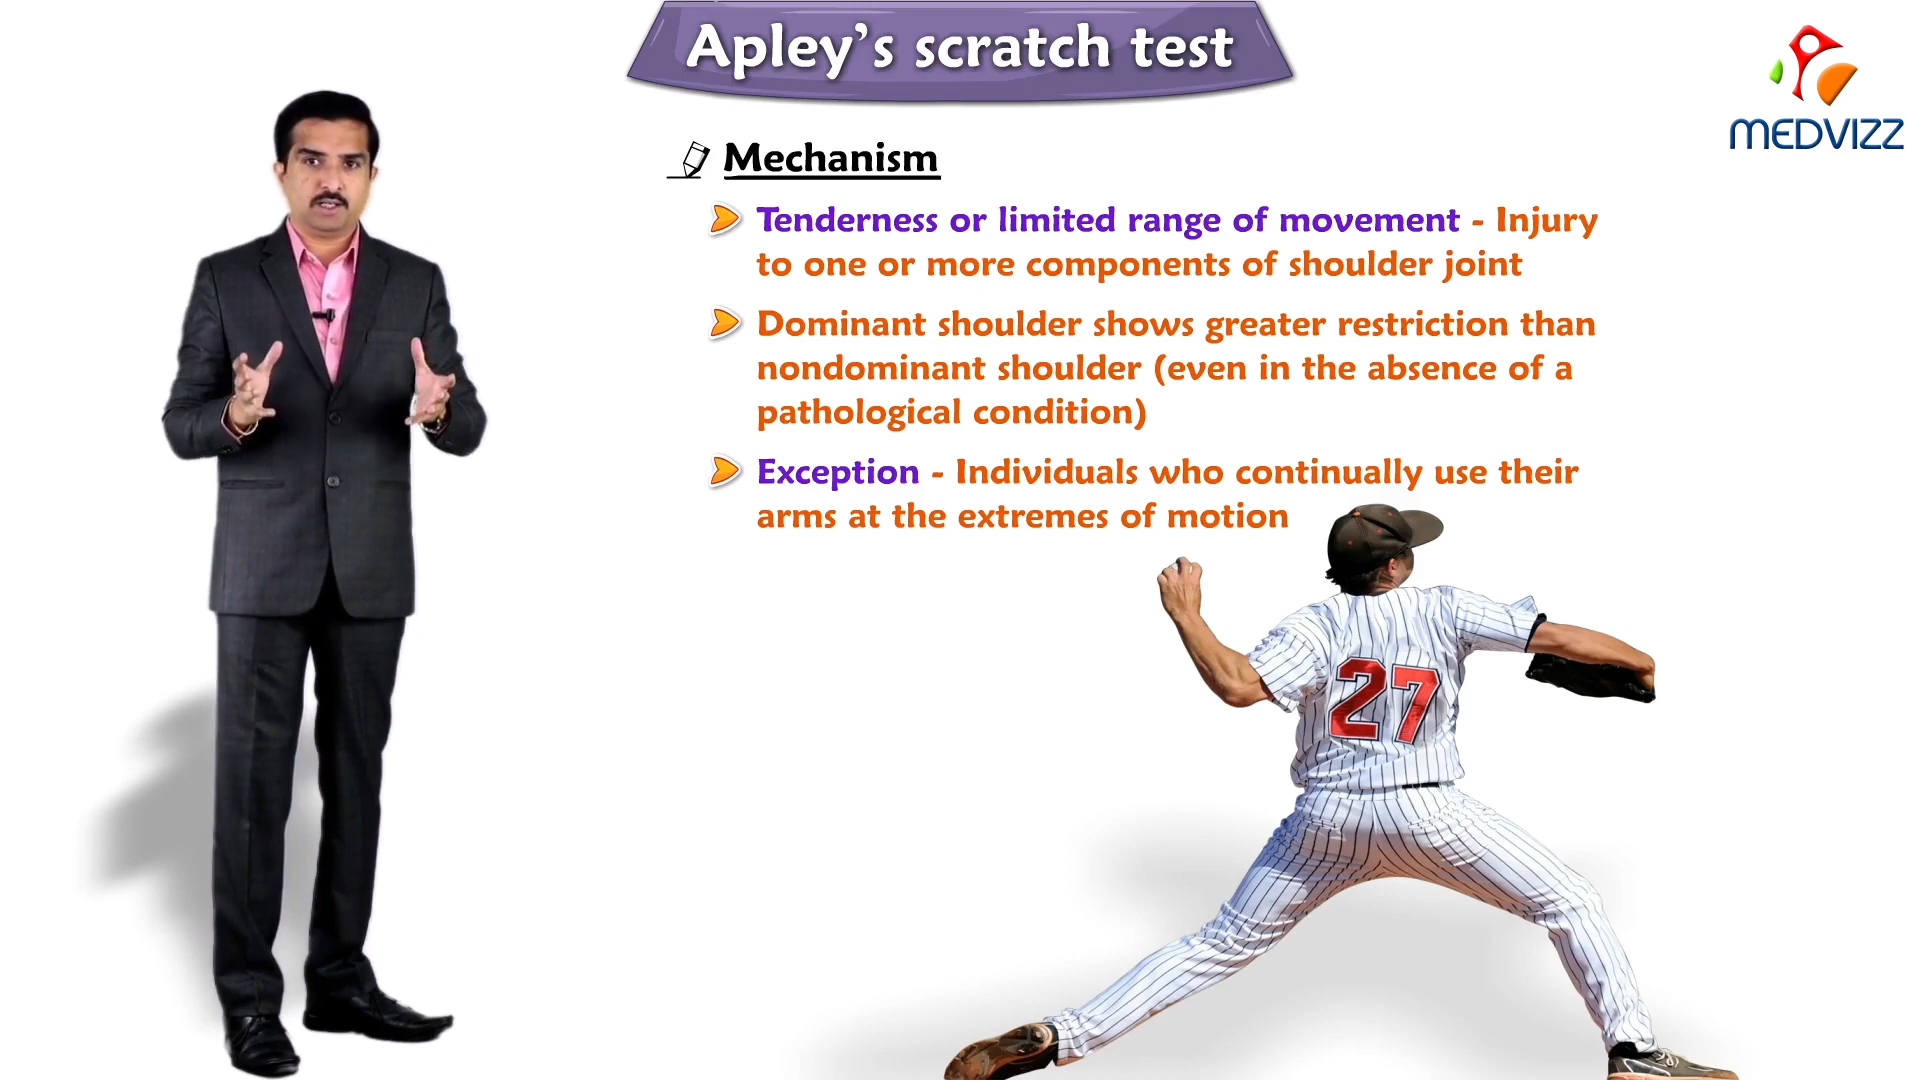 Apley’s scratch test
MEDVIZZ
Mechanism
Tenderness or limited range of movement - Injury
to one or more components of shoulder joint
Dominant shoulder shows greater restriction than
nondominant shoulder (even in the absence of a
pathological condition)
Exception - Individuals who continually use their
arms at the extremes of motion
27